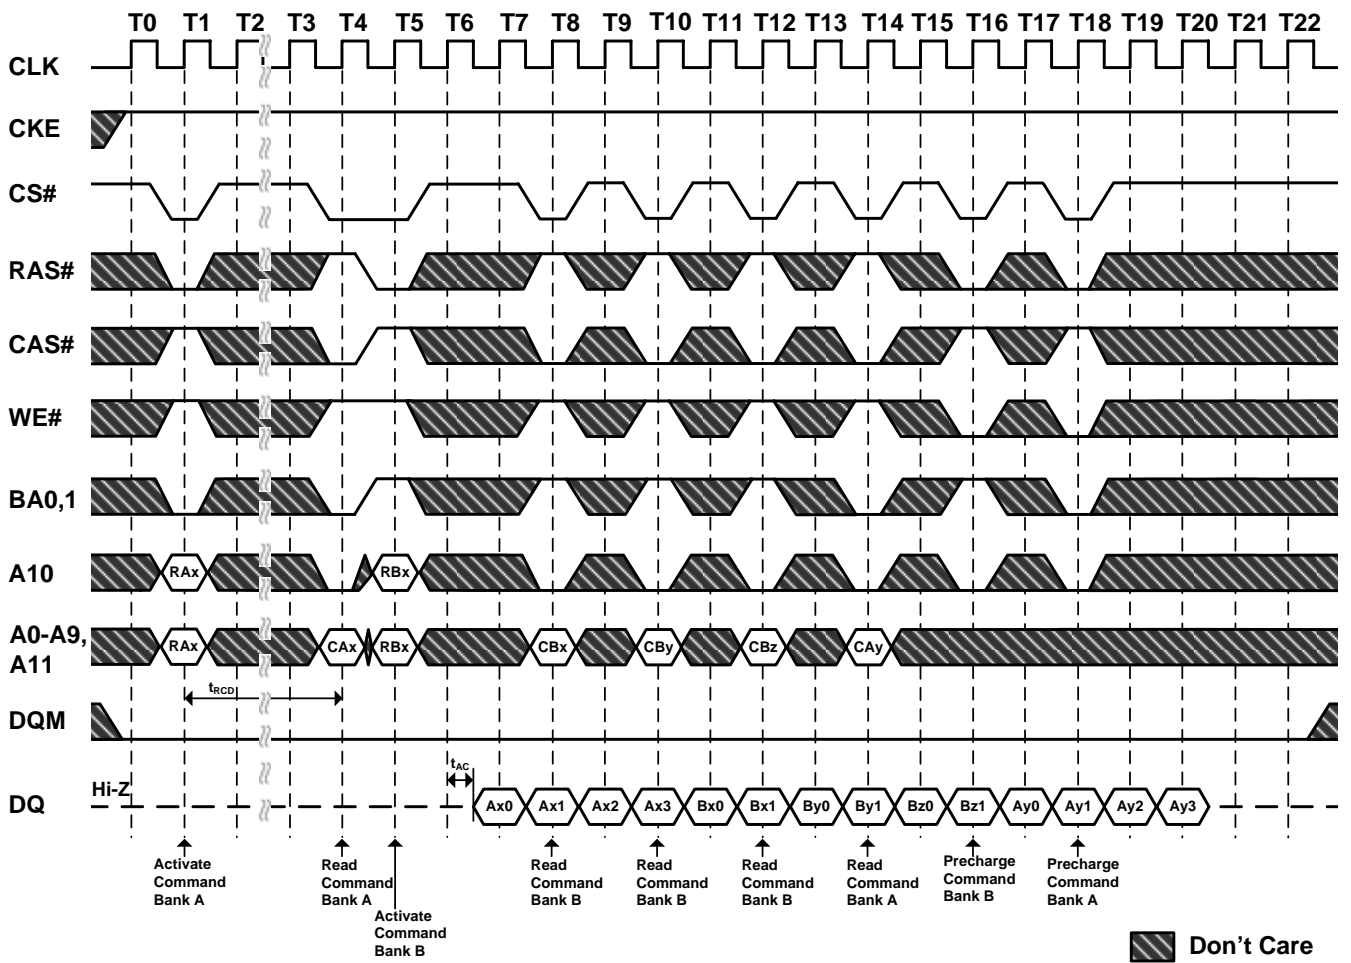 T0 T1 T2 T3 T4 T5 T6 T7 T8 T9 T10 T11 T12 T13 T14 T15 T16 T17 T18 T19 T20 T21 T22
CLK
CKE
CS#
RAS#
CAS#
WE#
BA0,1
A10
RAx RBx
A0-A9,
A11
RAx CAx RBx CBx CBy CBz CAy
tRCD
DQM
tAC
Hi-Z
DQ
Ax0 Ax1 Ax2 Ax3 Bx0 Bx1 By0 By1 Bz0 Bz1 Ay0 Ay1 Ay2 Ay3
Activate
Command
Bank A
Read
Command
Bank A
Activate
Command
Bank B
Read
Command
Bank B
Read
Command
Bank B
Read
Command
Bank B
Read
Command
Bank A
Precharge
Command
Bank B
Precharge
Command
Bank A
Don't Care